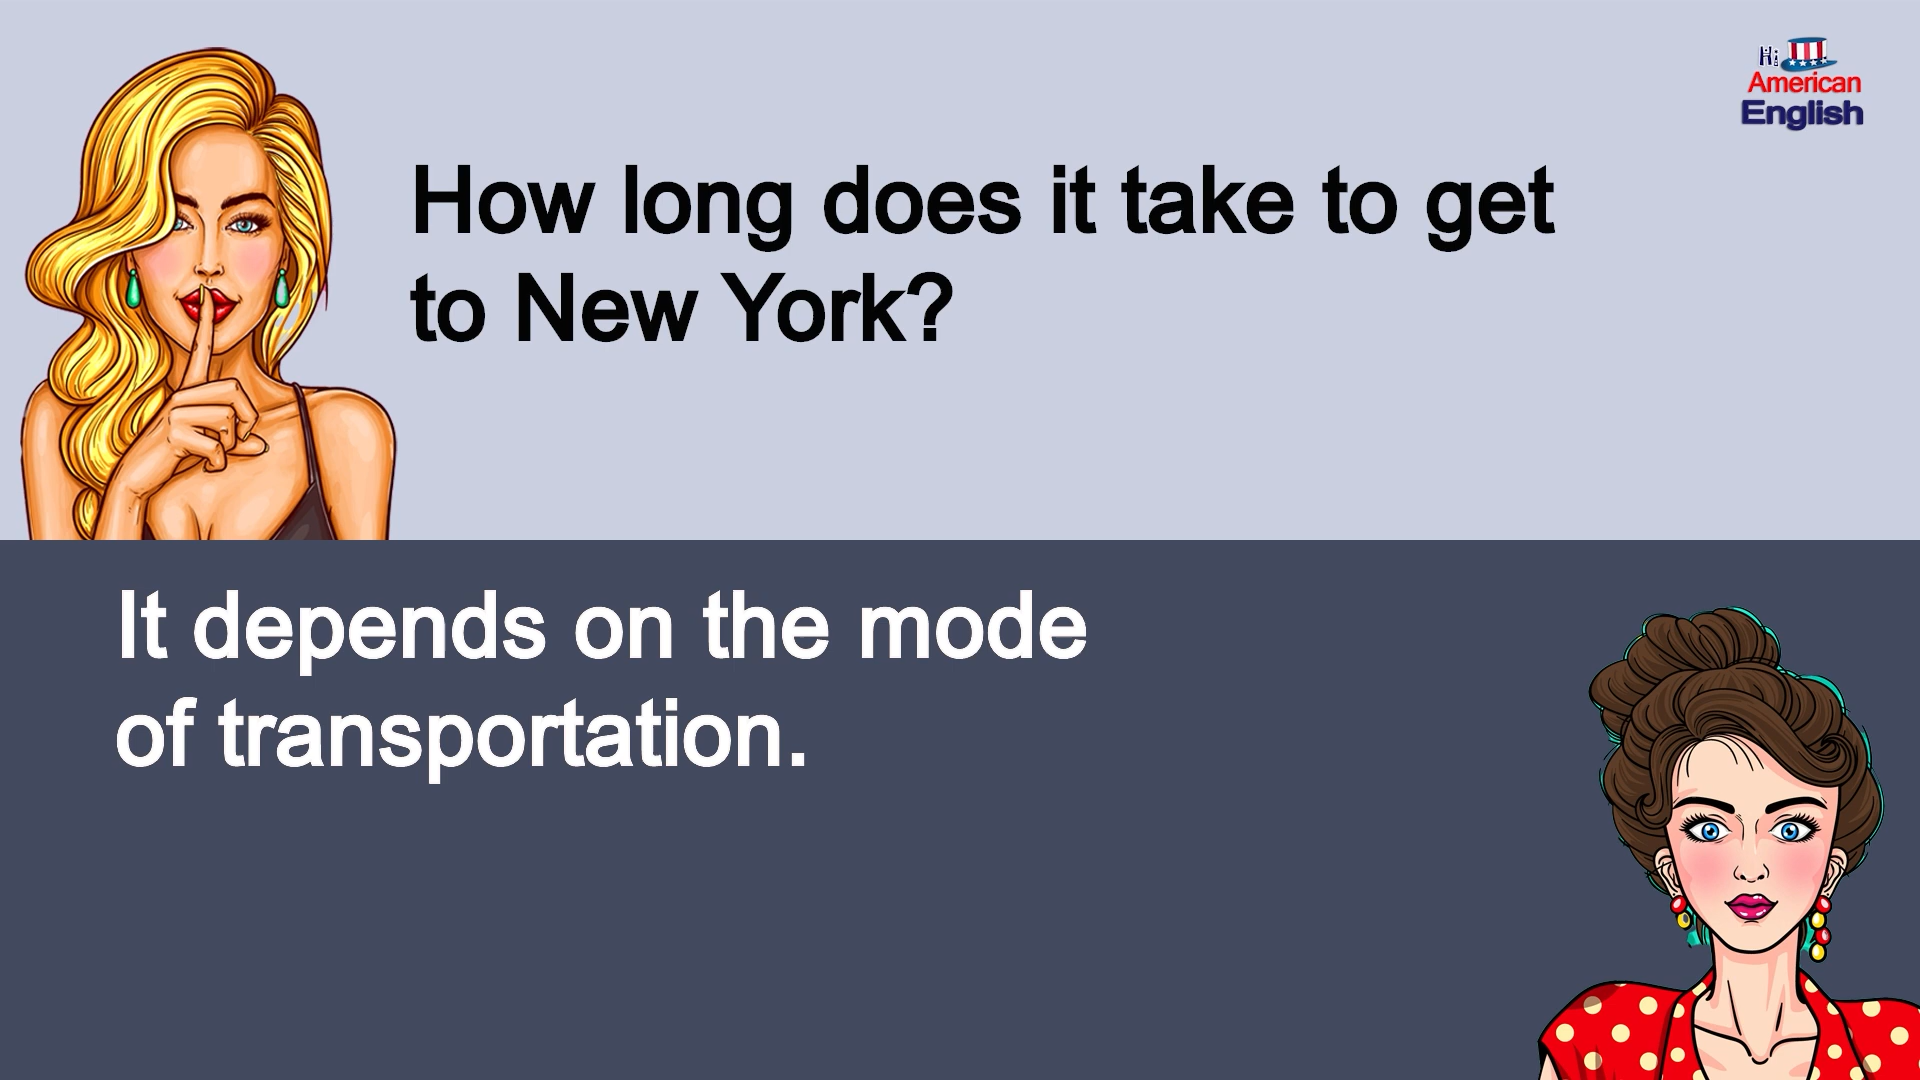 Hi
American
English
How long does it take to get
to New York?
It depends on the mode
of transportation.